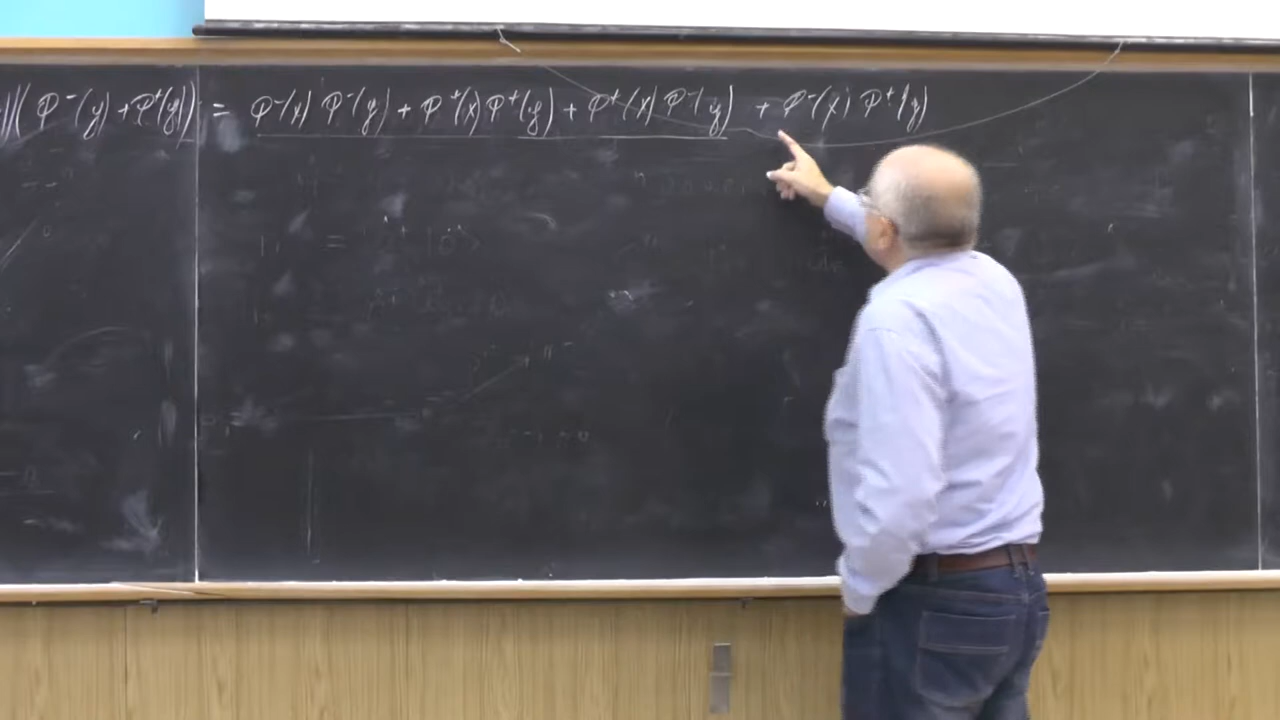 )(φ⁻(y) + φ⁺(y)) = φ⁻(x) φ⁻(y) + φ⁺(x) φ⁺(y) + φ⁺(x) φ⁻(y) + φ⁻(x) φ⁺(y)